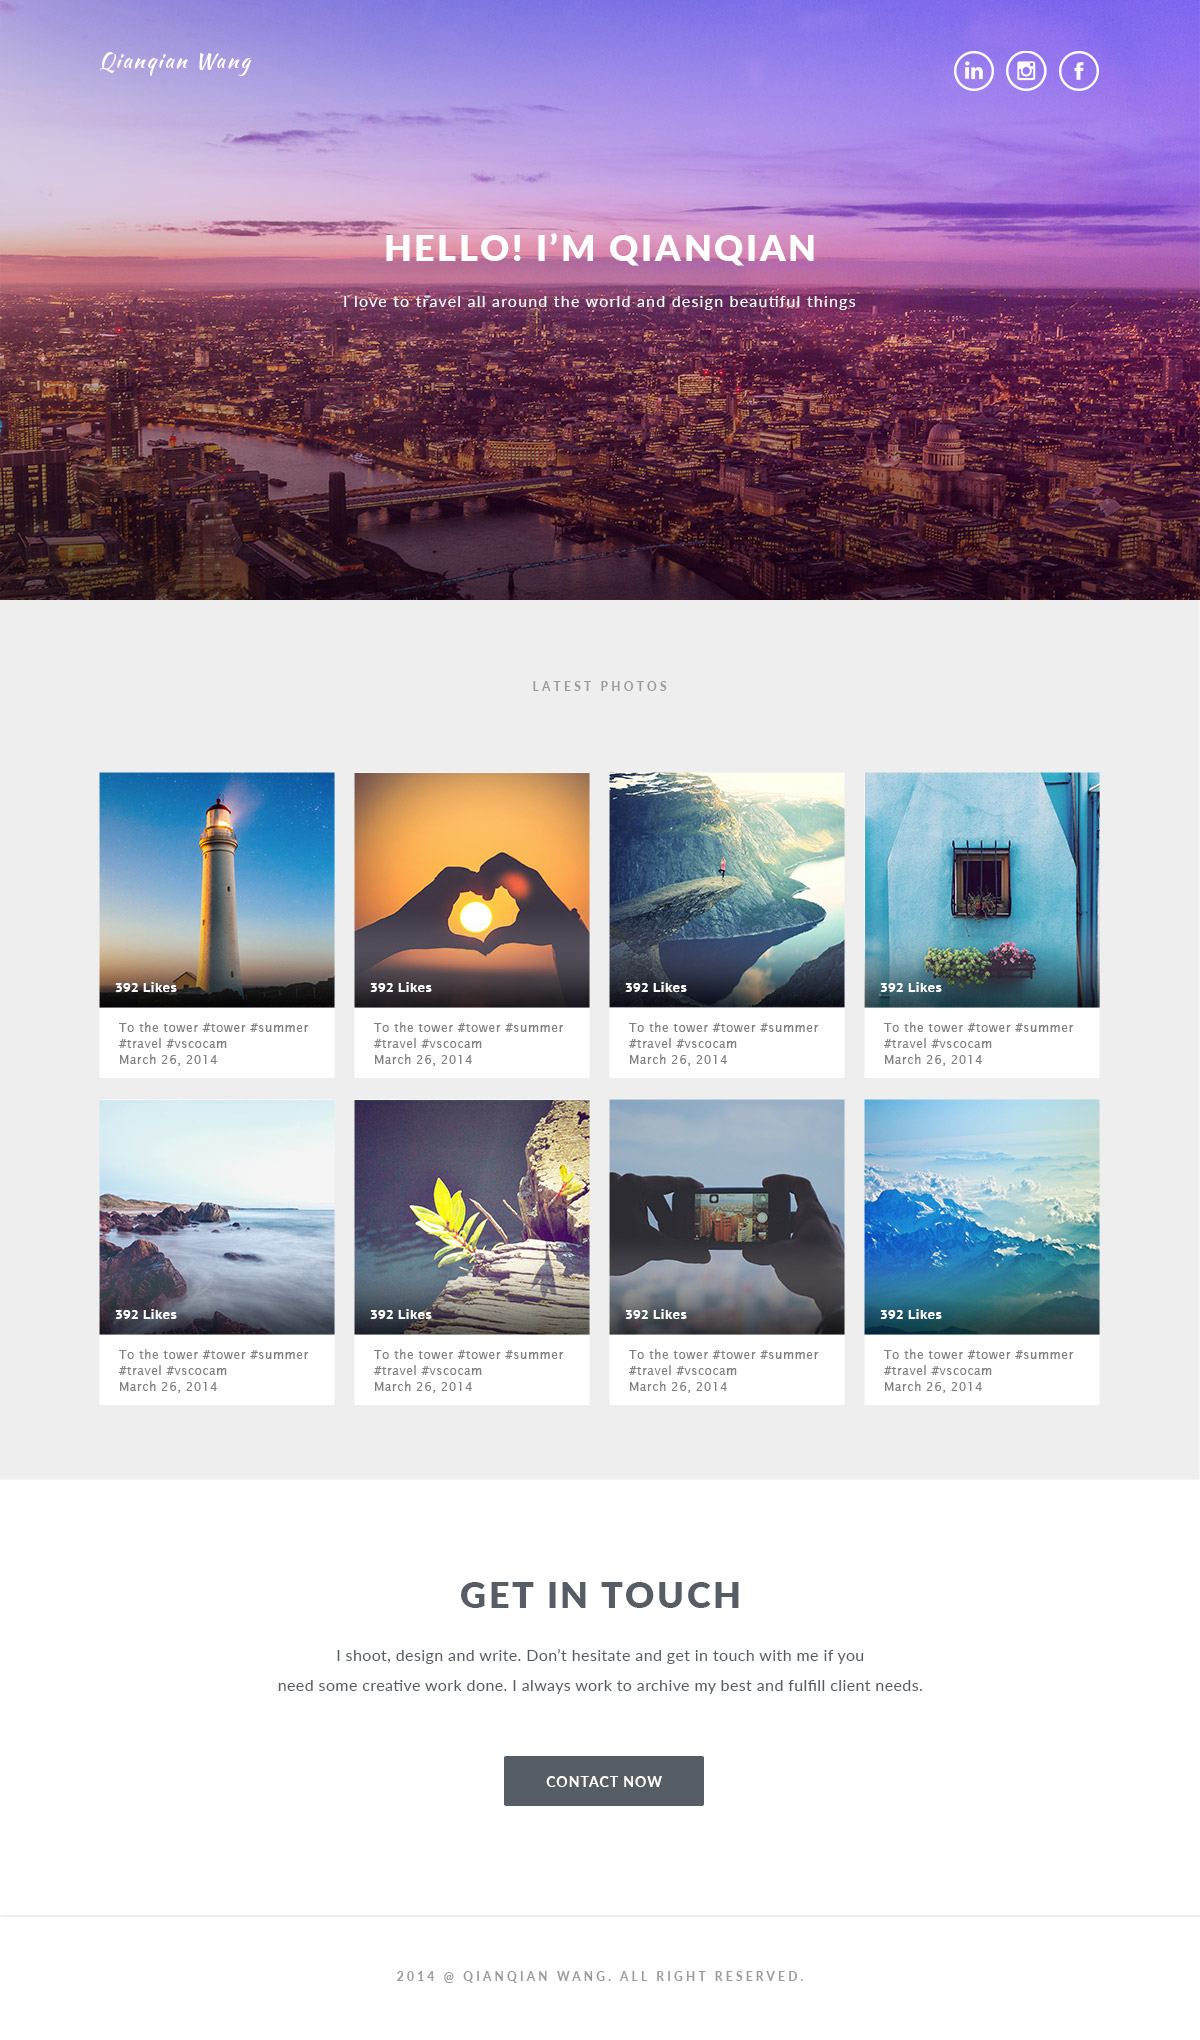 Qianqian Wang
in
f
HELLO! I'M QIANQIAN
I love to travel all around the world and design beautiful things
LATEST PHOTOS
392 Likes
To the tower #tower #summer
#travel #vscocam
March 26, 2014
392 Likes
To the tower #tower #summer
#travel #vscocam
March 26, 2014
392 Likes
To the tower #tower #summer
#travel #vscocam
March 26, 2014
392 Likes
To the tower #tower #summer
#travel #vscocam
March 26, 2014
392 Likes
To the tower #tower #summer
#travel #vscocam
March 26, 2014
392 Likes
To the tower #tower #summer
#travel #vscocam
March 26, 2014
392 Likes
To the tower #tower #summer
#travel #vscocam
March 26, 2014
392 Likes
To the tower #tower #summer
#travel #vscocam
March 26, 2014
GET IN TOUCH
I shoot, design and write. Don't hesitate and get in touch with me if you
need some creative work done. I always work to archive my best and fulfill client needs.
CONTACT NOW
2014 @ QIANQIAN WANG. ALL RIGHT RESERVED.